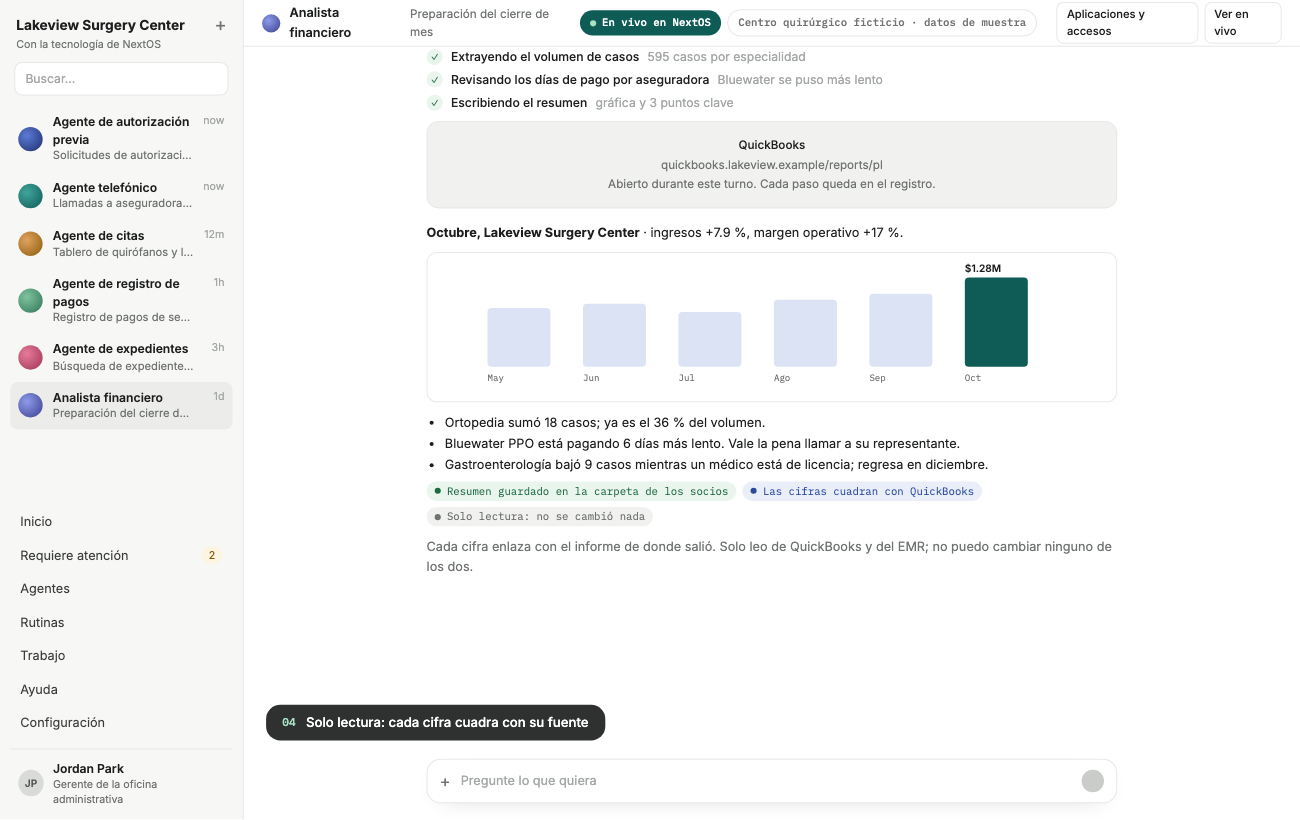 Lakeview Surgery Center
+
Con la tecnología de NextOS
Buscar...
Agente de autorización previa
now
Solicitudes de autorizaci...
Agente telefónico
now
Llamadas a aseguradora...
Agente de citas
12m
Tablero de quirófanos y l...
Agente de registro de pagos
1h
Registro de pagos de se...
Agente de expedientes
3h
Búsqueda de expediente...
Analista financiero
1d
Preparación del cierre d...
Inicio
Requiere atención
2
Agentes
Rutinas
Trabajo
Ayuda
Configuración
JP
Jordan Park
Gerente de la oficina
administrativa
Analista
financiero
Preparación del cierre de
mes
En vivo en NextOS
Centro quirúrgico ficticio · datos de muestra
Aplicaciones y
accesos
Ver en
vivo
Extrayendo el volumen de casos 595 casos por especialidad
Revisando los días de pago por aseguradora Bluewater se puso más lento
Escribiendo el resumen gráfica y 3 puntos clave
QuickBooks
quickbooks.lakeview.example/reports/pl
Abierto durante este turno. Cada paso queda en el registro.
Octubre, Lakeview Surgery Center · ingresos +7.9 %, margen operativo +17 %.
$1.28M
May Jun Jul Ago Sep Oct
• Ortopedia sumó 18 casos; ya es el 36 % del volumen.
• Bluewater PPO está pagando 6 días más lento. Vale la pena llamar a su representante.
• Gastroenterología bajó 9 casos mientras un médico está de licencia; regresa en diciembre.
Resumen guardado en la carpeta de los socios
Las cifras cuadran con QuickBooks
Solo lectura: no se cambió nada
Cada cifra enlaza con el informe de donde salió. Solo leo de QuickBooks y del EMR; no puedo cambiar ninguno de
los dos.
04 Solo lectura: cada cifra cuadra con su fuente
+ Pregunte lo que quiera